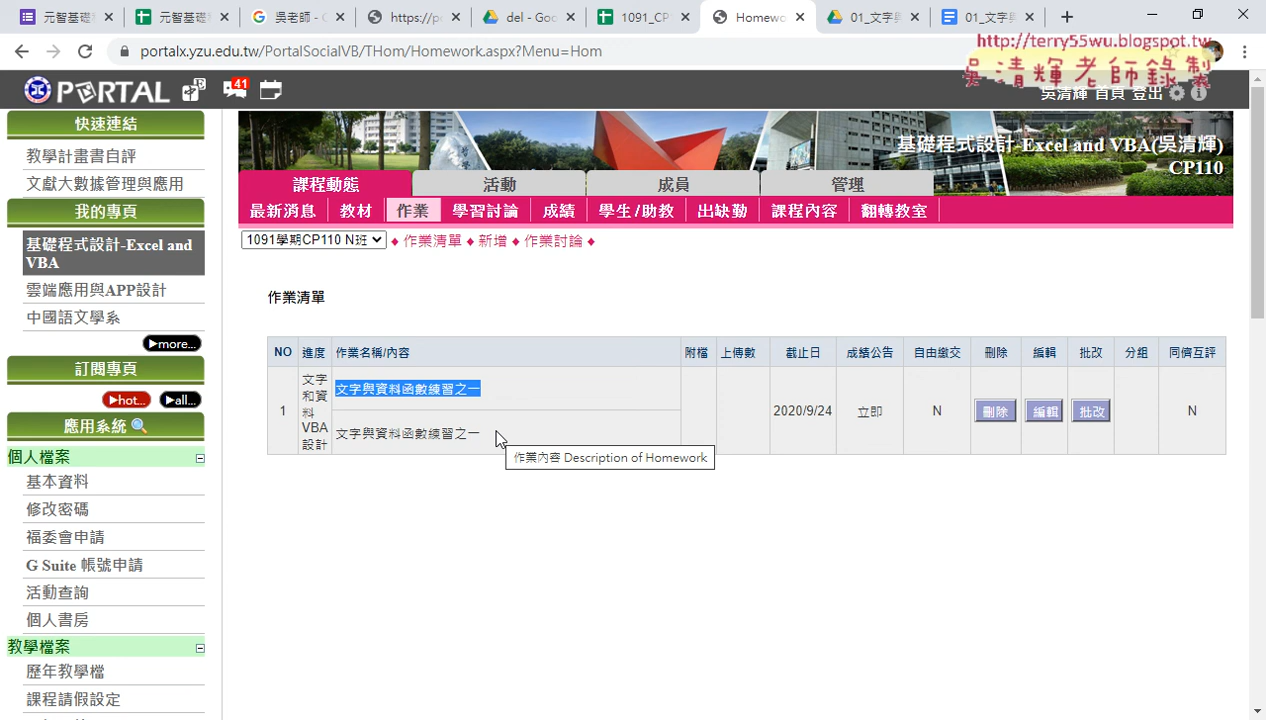 元智基礎
元智基礎
吳老師 - G
https://po
del - Goo
1091_CP
Homewo
01_文字與
01_文字與
portalx.yzu.edu.tw/PortalSocialVB/THom/Homework.aspx?Menu=Hom
http://terry55wu.blogspot.tw
吳清輝老師錄製
PORTAL
41
吳清輝 首頁 登出
快速連結
教學計畫書自評
文獻大數據管理與應用
我的專頁
基礎程式設計-Excel and
VBA
雲端應用與APP設計
中國語文學系
▶more...
訂閱專頁
▶hot...
▶all...
應用系統
個人檔案
基本資料
修改密碼
福委會申請
G Suite 帳號申請
活動查詢
個人書房
教學檔案
歷年教學檔
課程請假設定
基礎程式設計-Excel and VBA(吳清輝)
CP110
課程動態 活動 成員 管理
最新消息 教材 作業 學習討論 成績 學生/助教 出缺勤 課程內容 翻轉教室
1091學期CP110 N班 ♦ 作業清單 ♦ 新增 ♦ 作業討論 ♦
作業清單
NO 進度 作業名稱/內容 附檔 上傳數 截止日 成績公告 自由繳交 刪除 編輯 批改 分組 同儕互評
1 文字和資料VBA設計 文字與資料函數練習之一 2020/9/24 立即 N 刪除 編輯 批改 N
文字與資料函數練習之一
作業內容 Description of Homework